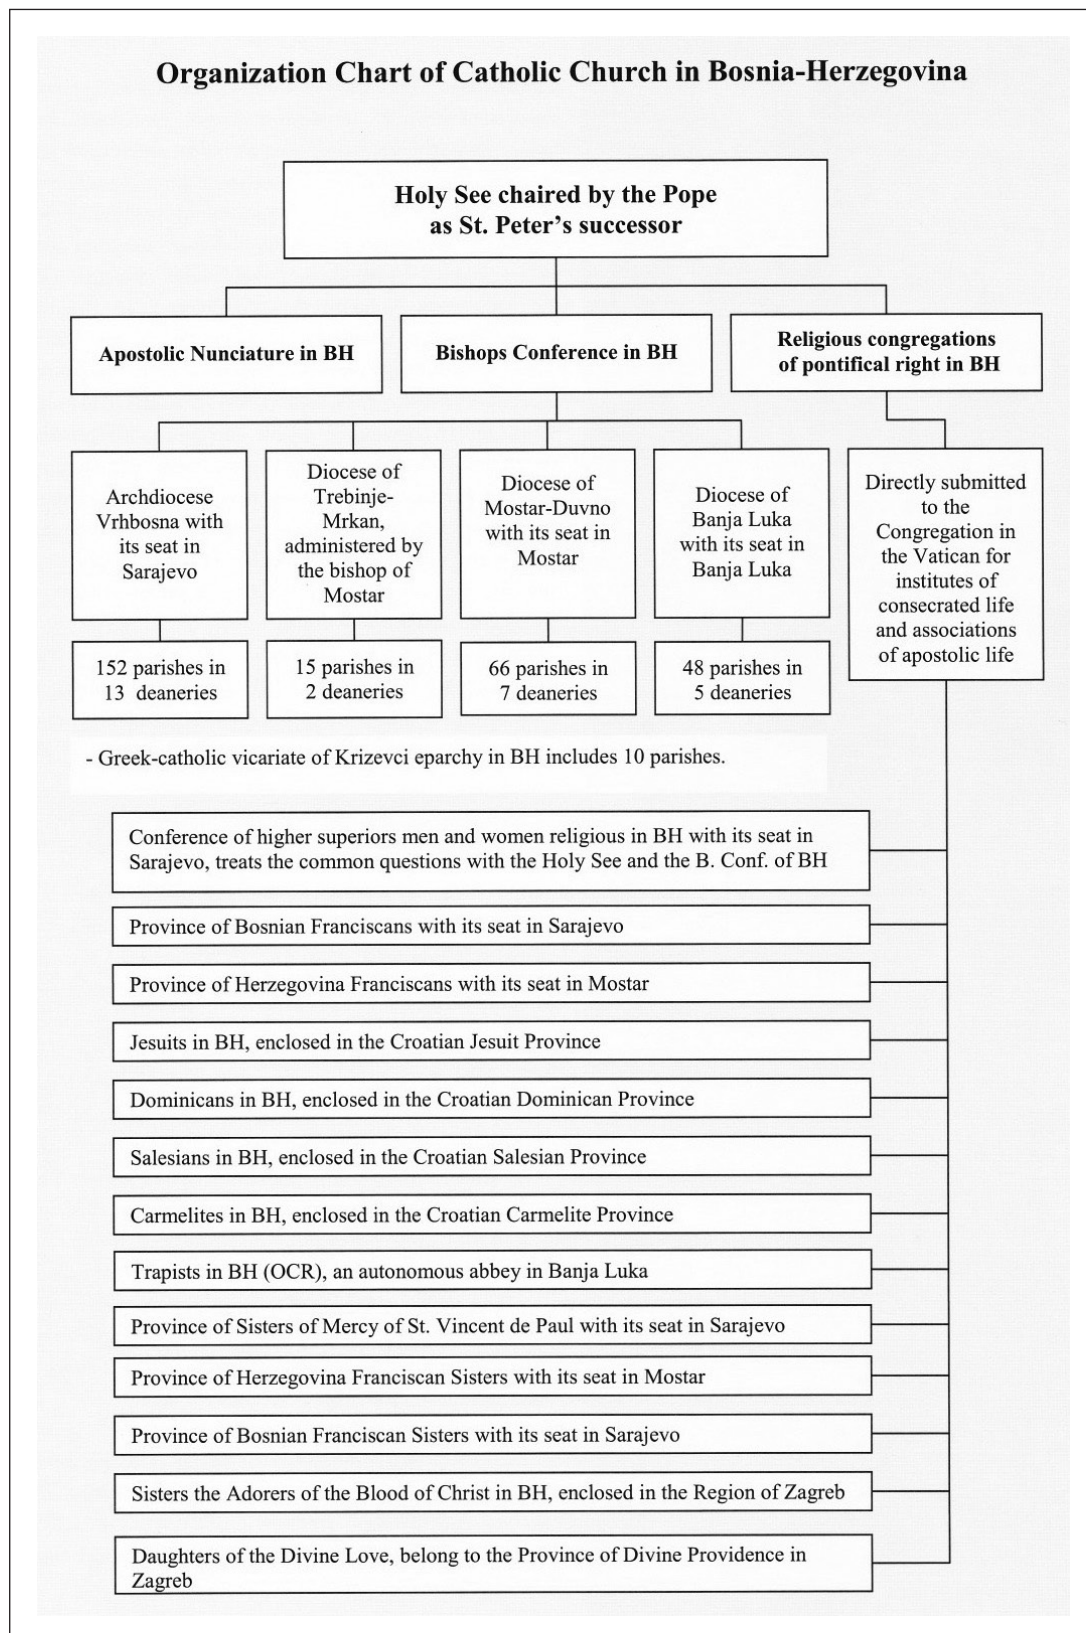 Organization Chart of Catholic Church in Bosnia-Herzegovina
Holy See chaired by the Pope
as St. Peter’s successor
Apostolic Nunciature in BH
Bishops Conference in BH
Religious congregations
of pontifical right in BH
Archdiocese
Vrhbosna with
its seat in
Sarajevo
Diocese of
Trebinje-
Mrkan,
administered by
the bishop of
Mostar
Diocese of
Mostar-Duvno
with its seat in
Mostar
Diocese of
Banja Luka
with its seat in
Banja Luka
Directly submitted
to the
Congregation in
the Vatican for
institutes of
consecrated life
and associations
of apostolic life
152 parishes in
13 deaneries
15 parishes in
2 deaneries
66 parishes in
7 deaneries
48 parishes in
5 deaneries
- Greek-catholic vicariate of Krizevci eparchy in BH includes 10 parishes.
Conference of higher superiors men and women religious in BH with its seat in
Sarajevo, treats the common questions with the Holy See and the B. Conf. of BH
Province of Bosnian Franciscans with its seat in Sarajevo
Province of Herzegovina Franciscans with its seat in Mostar
Jesuits in BH, enclosed in the Croatian Jesuit Province
Dominicans in BH, enclosed in the Croatian Dominican Province
Salesians in BH, enclosed in the Croatian Salesian Province
Carmelites in BH, enclosed in the Croatian Carmelite Province
Trapists in BH (OCR), an autonomous abbey in Banja Luka
Province of Sisters of Mercy of St. Vincent de Paul with its seat in Sarajevo
Province of Herzegovina Franciscan Sisters with its seat in Mostar
Province of Bosnian Franciscan Sisters with its seat in Sarajevo
Sisters the Adorers of the Blood of Christ in BH, enclosed in the Region of Zagreb
Daughters of the Divine Love, belong to the Province of Divine Providence in
Zagreb